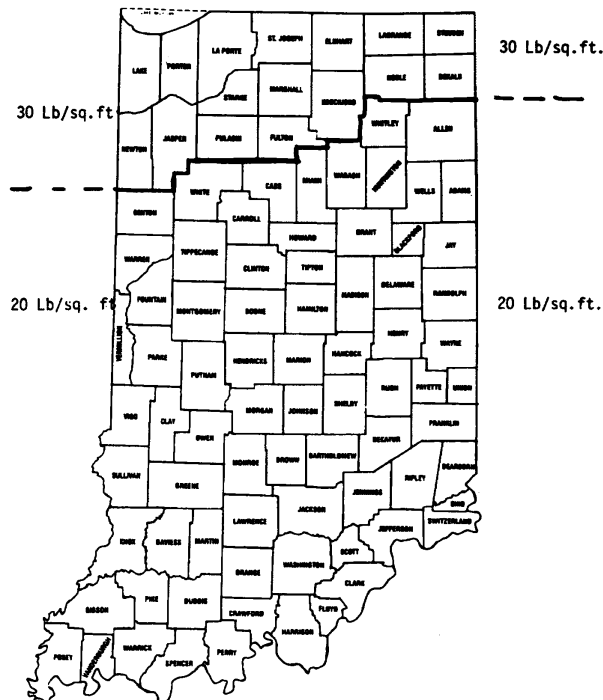 ST. JOSEPH
ELKHART
LAGRANGE
STEUBEN
LA PORTE
30 Lb/sq.ft.
LAKE
PORTER
NOBLE
DEKALB
MARSHALL
STARKE
KOSCIUSKO
30 Lb/sq.ft
WHITLEY
ALLEN
NEWTON
JASPER
PULASKI
FULTON
MIAMI
WABASH
HUNTINGTON
WHITE
CASS
WELLS
ADAMS
BENTON
CARROLL
GRANT
BLACKFORD
HOWARD
JAY
WARREN
TIPPECANOE
CLINTON
TIPTON
DELAWARE
RANDOLPH
MADISON
20 Lb/sq. ft
FOUNTAIN
MONTGOMERY
BOONE
HAMILTON
20 Lb/sq.ft.
HENRY
WAYNE
VERMILLION
PARKE
HENDRICKS
MARION
HANCOCK
PUTNAM
RUSH
FAYETTE
UNION
SHELBY
VIGO
CLAY
MORGAN
JOHNSON
FRANKLIN
OWEN
DECATUR
SULLIVAN
MONROE
BROWN
BARTHOLOMEW
DEARBORN
RIPLEY
GREENE
JENNINGS
JACKSON
OHIO
LAWRENCE
SWITZERLAND
JEFFERSON
KNOX
DAVIESS
MARTIN
SCOTT
ORANGE
WASHINGTON
CLARK
PIKE
DUBOIS
GIBSON
CRAWFORD
FLOYD
HARRISON
POSEY
VANDERBURGH
WARRICK
SPENCER
PERRY